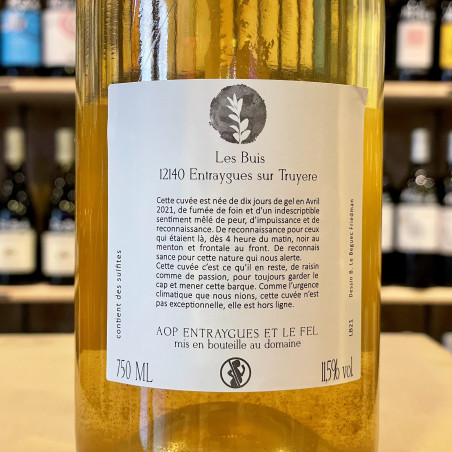 Les Buis
12140 Entraygues sur Truyere
Cette cuvée est née de dix jours de gel en Avril
2021, de fumée de foin et d'un indescriptible
sentiment mêlé de peur, d'impuissance et de
reconnaissance. De reconnaissance pour ceux
qui étaient là, dès 4 heure du matin, noir au
menton et frontale au front. De reconnais
sance pour cette nature qui nous alerte.
Cette cuvée c'est ce qu'il en reste, de raisin
comme de passion, pour toujours garder le
cap et mener cette barque. Comme l'urgence
climatique que nous nions, cette cuvée n'est
pas exceptionnelle, elle est hors ligne.
AOP ENTRAYGUES ET LE FEL
mis en bouteille au domaine
750 ML
11,5% vol
contient des sulfites
Dessin B. Le Beguec Friedman
LB21